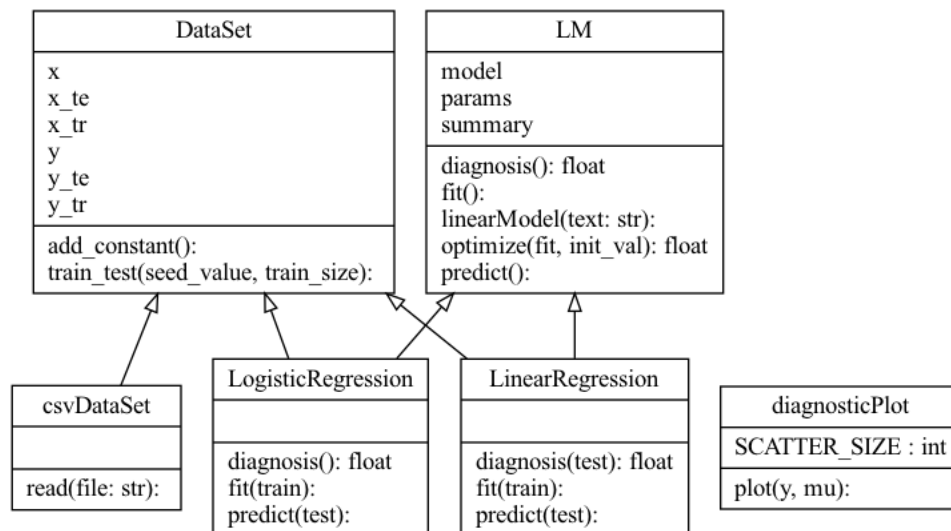 DataSet
x
x_te
x_tr
y
y_te
y_tr
add_constant():
train_test(seed_value, train_size):
LM
model
params
summary
diagnosis(): float
fit():
linearModel(text: str):
optimize(fit, init_val): float
predict():
csvDataSet
read(file: str):
LogisticRegression
diagnosis(): float
fit(train):
predict(test):
LinearRegression
diagnosis(test): float
fit(train):
predict(test):
diagnosticPlot
SCATTER_SIZE : int
plot(y, mu):